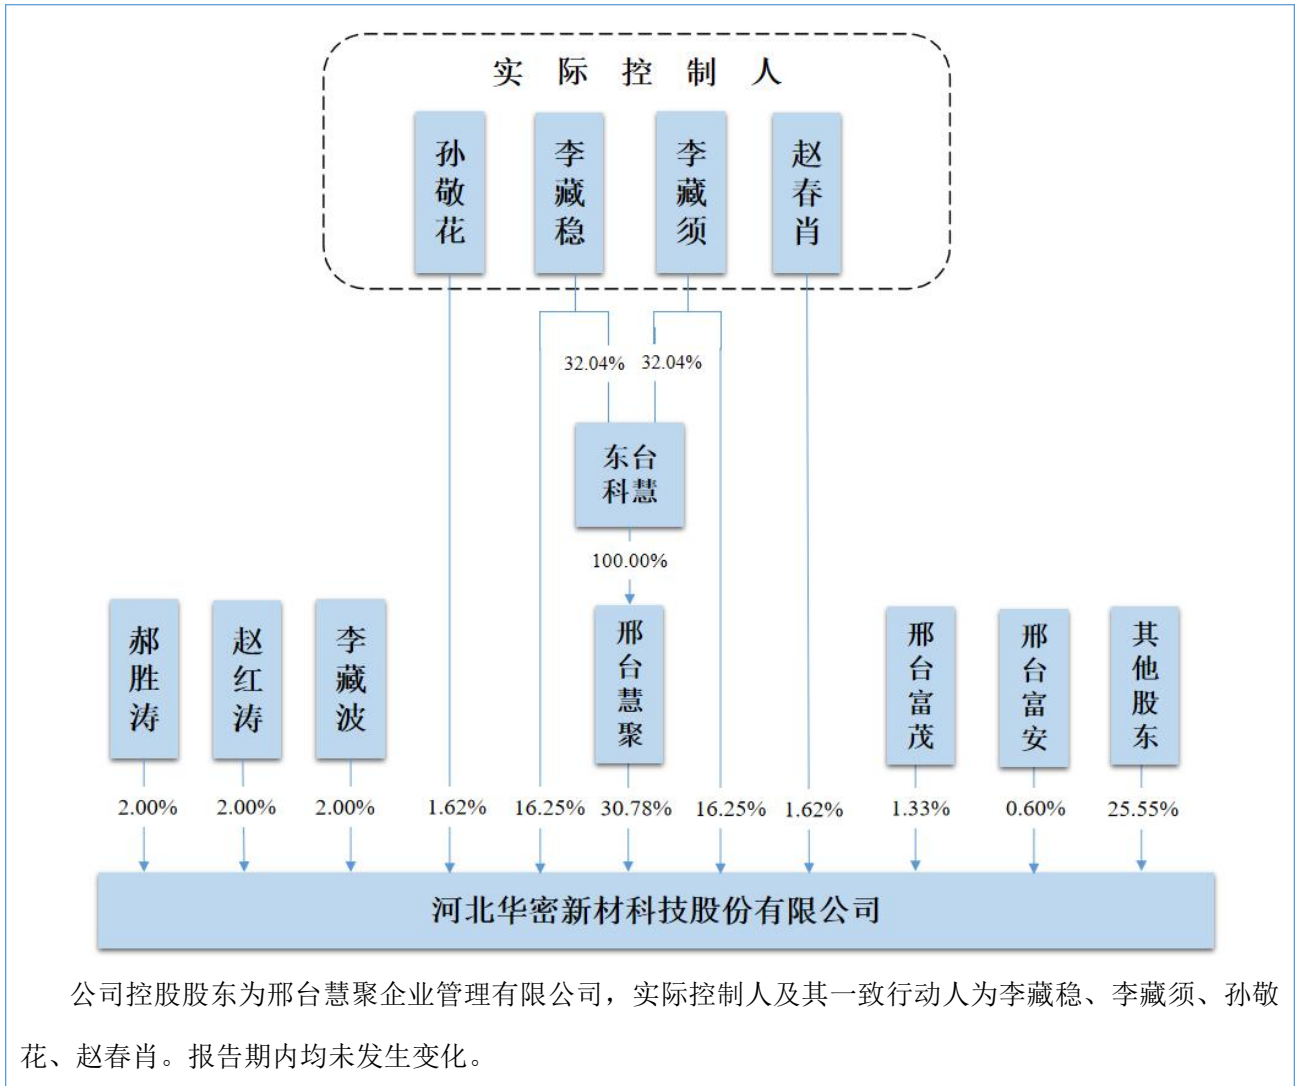 实际控制人
孙敬花
李藏稳
李藏须
赵春肖
32.04%
32.04%
东台
科慧
100.00%
郝胜涛
赵红涛
李藏波
邢台慧聚
邢台富茂
邢台富安
其他股东
2.00%
2.00%
2.00%
1.62%
16.25%
30.78%
16.25%
1.62%
1.33%
0.60%
25.55%
河北华密新材科技股份有限公司
公司控股股东为邢台慧聚企业管理有限公司，实际控制人及其一致行动人为李藏稳、李藏须、孙敬
花、赵春肖。报告期内均未发生变化。